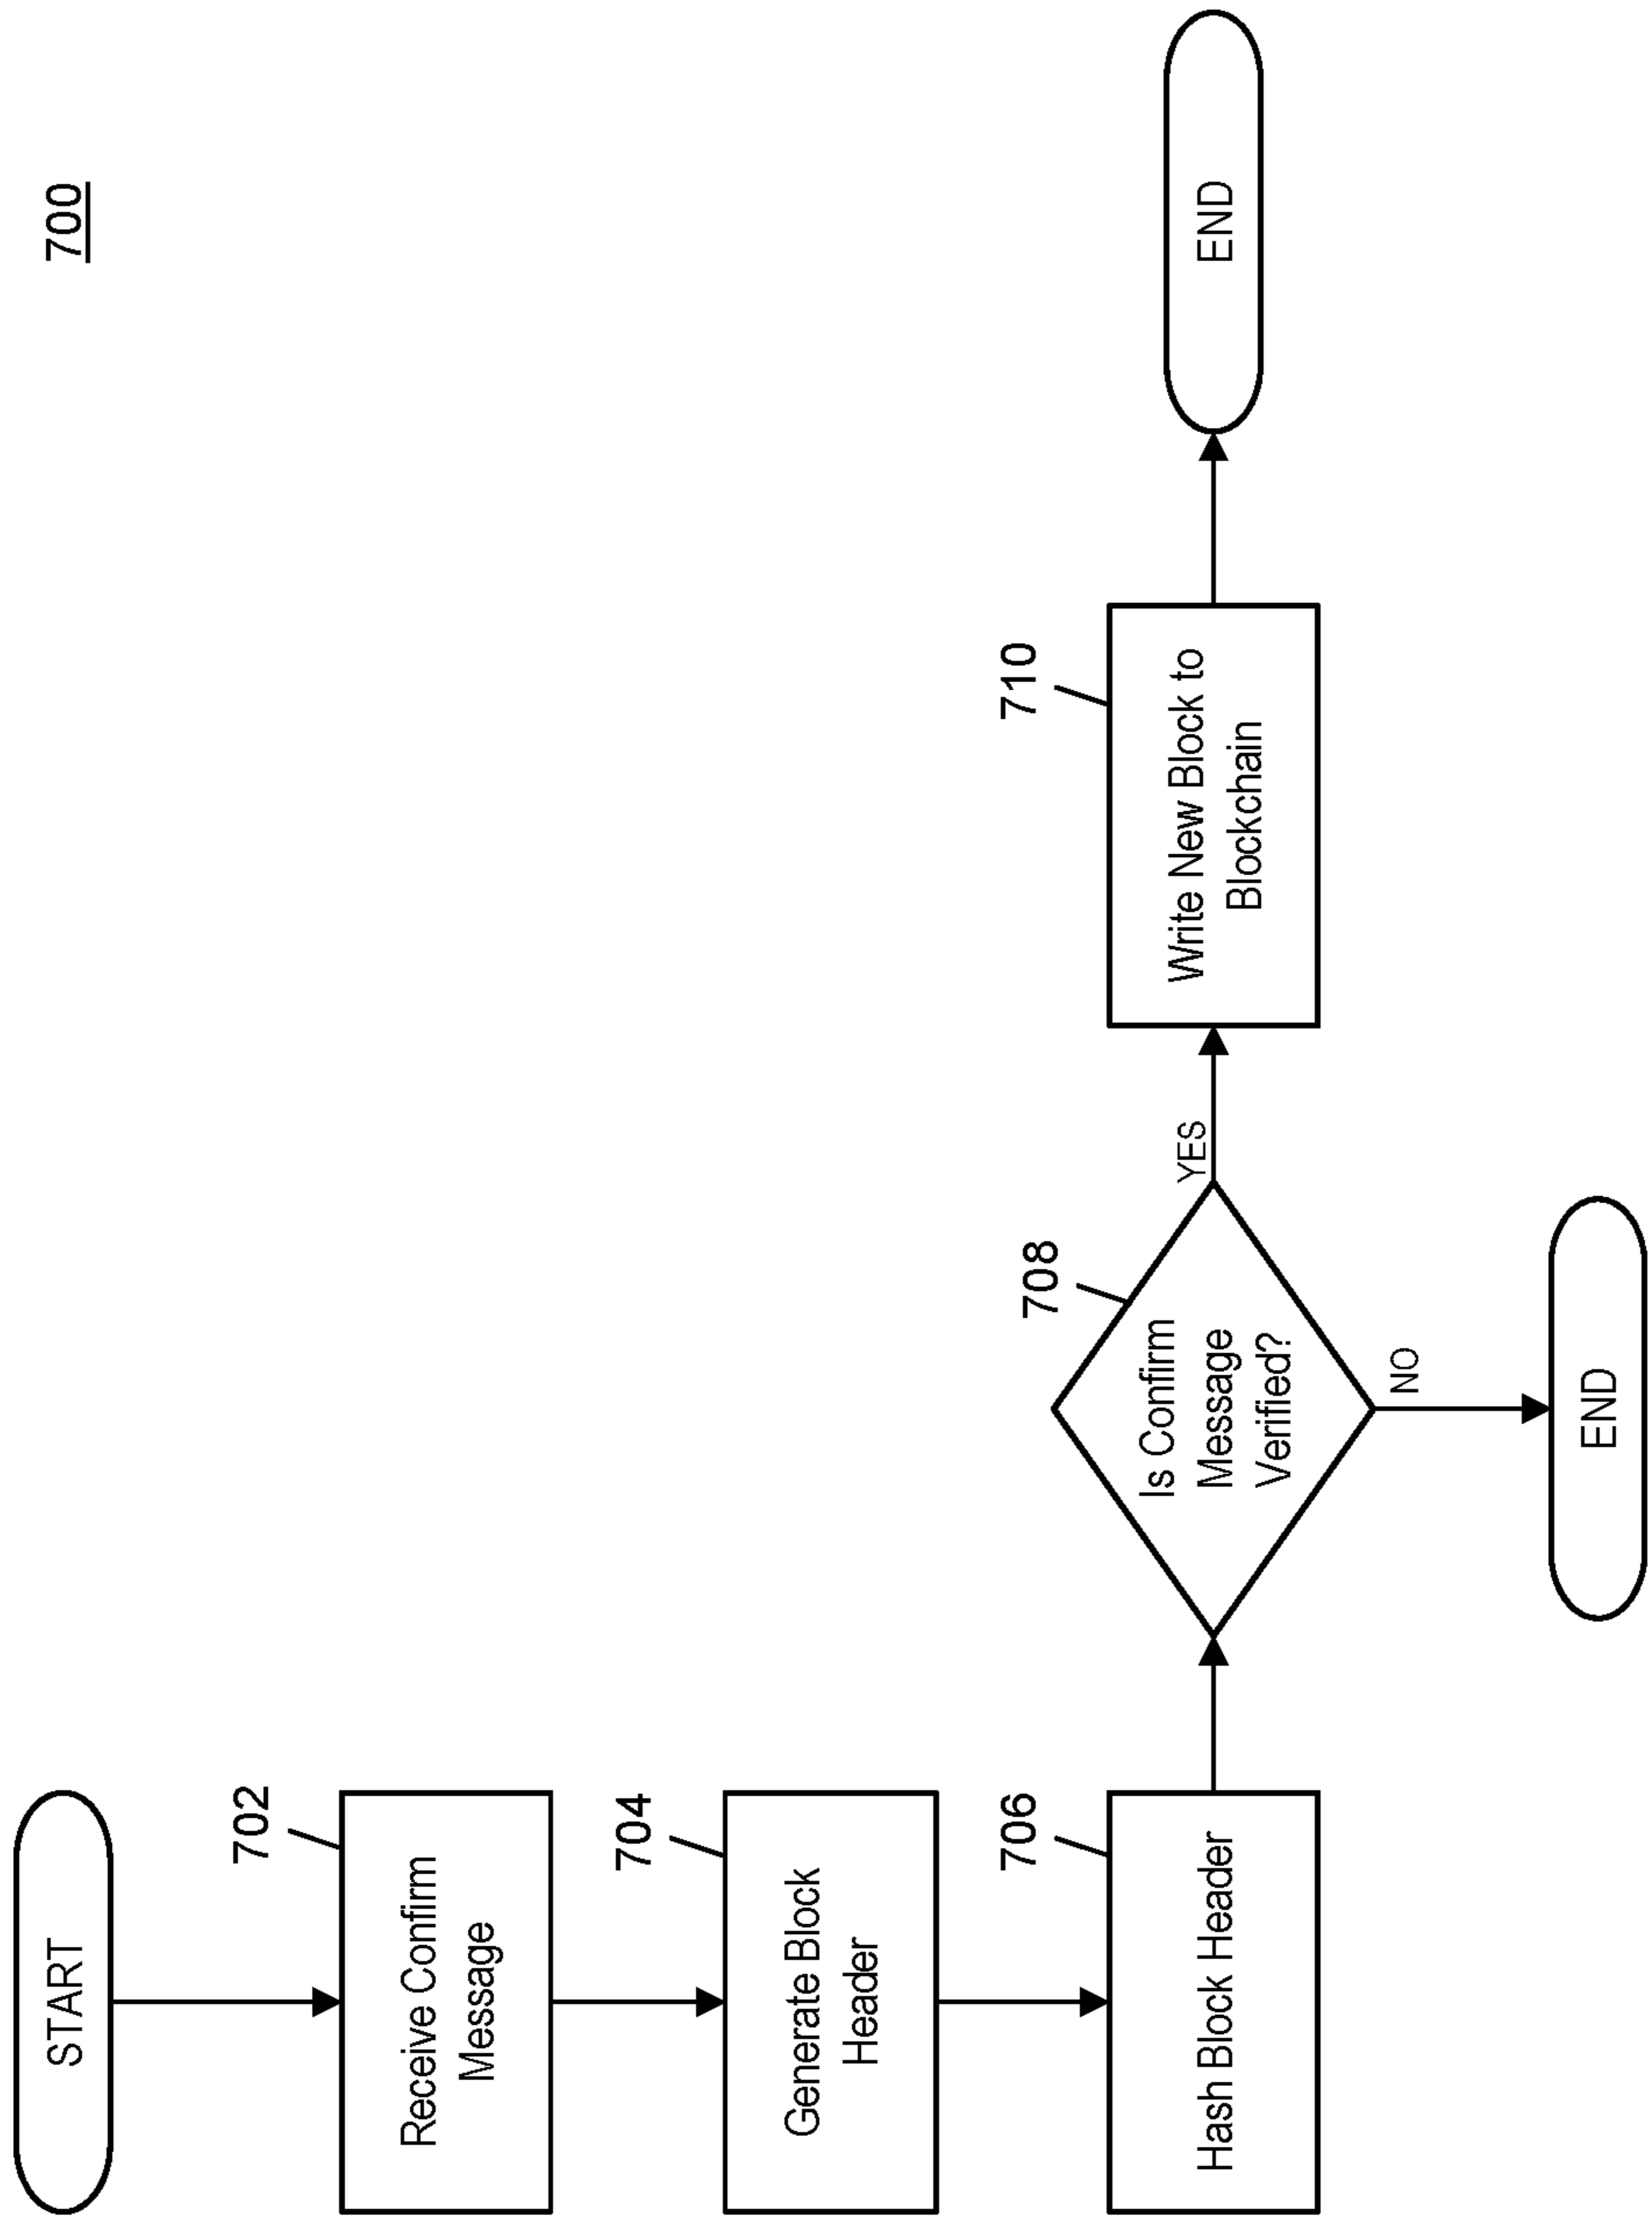 700
START
702
Receive Confirm
Message
704
Generate Block
Header
706
Hash Block Header
708
Is Confirm
Message
Verified?
YES
NO
710
Write New Block to
Blockchain
END
END